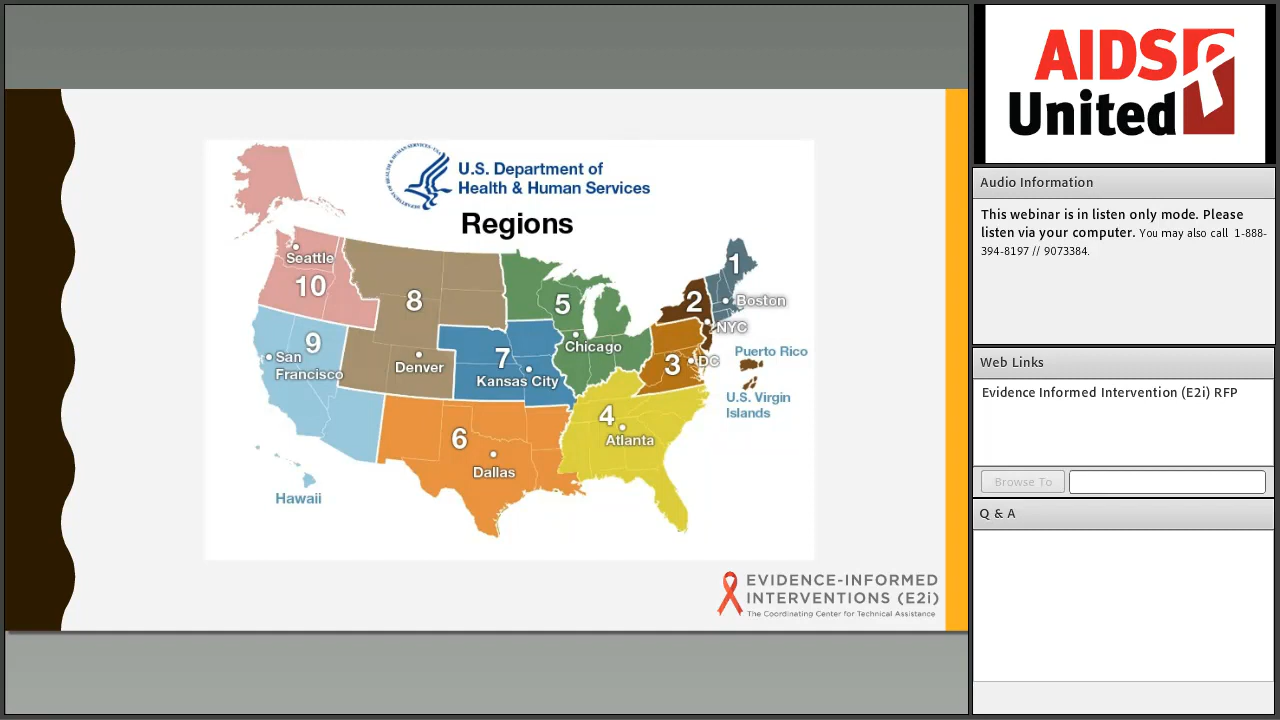 U.S. Department of
Health & Human Services
Regions
1
Seattle
10
8
5
2
Boston
NYC
9
San
Francisco
Denver
7
Kansas City
Chicago
3
DC
Puerto Rico
U.S. Virgin
Islands
4
Atlanta
6
Dallas
Hawaii
EVIDENCE-INFORMED
INTERVENTIONS (E2i)
The Coordinating Center for Technical Assistance
AIDS
United
Audio Information
This webinar is in listen only mode. Please
listen via your computer. You may also call 1-888-
394-8197 // 9073384.
Web Links
Evidence Informed Intervention (E2i) RFP
Browse To
Q & A